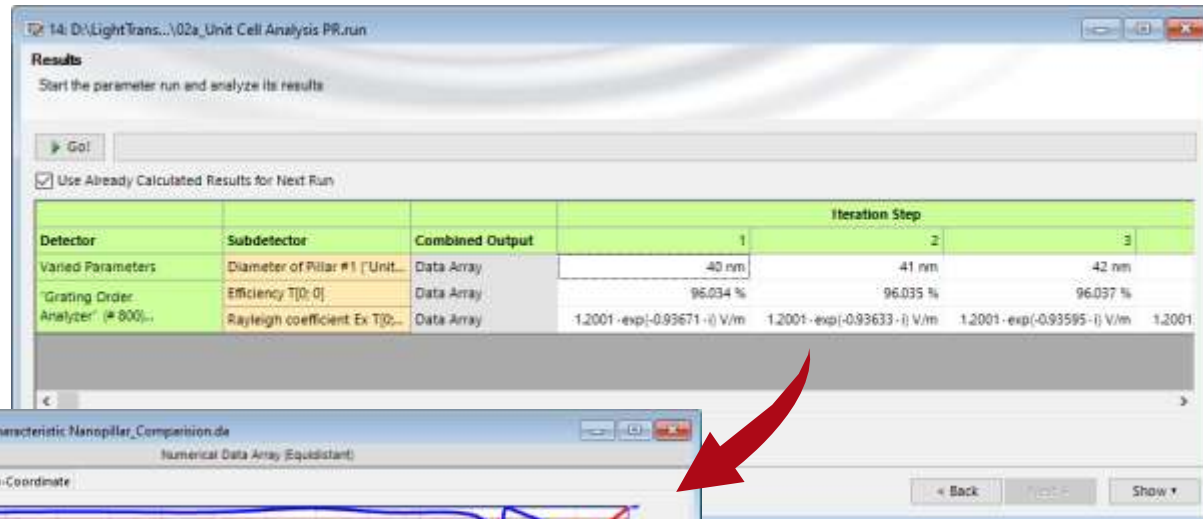 14: D:\LightTrans...\02a_Unit Cell Analysis PR.run
Results
Start the parameter run and analyze its results
Go!
Use Already Calculated Results for Next Run
Iteration Step
Detector Subdetector Combined Output 1 2 3
Varied Parameters Diameter of Pillar #1 ("Unit... Data Array 40 nm 41 nm 42 nm
"Grating Order Analyzer" (# 800)... Efficiency T[0; 0] Data Array 96.034 % 96.035 % 96.037 %
Rayleigh coefficient Ex T[0;... Data Array 1.2001·exp(-0.93671·i) V/m 1.2001·exp(-0.93633·i) V/m 1.2001·exp(-0.93595·i) V/m 1.2001
aracteristic Nanopillar_Comparision.da
Numerical Data Array (Equidistant)
-Coordinate
< Back Show